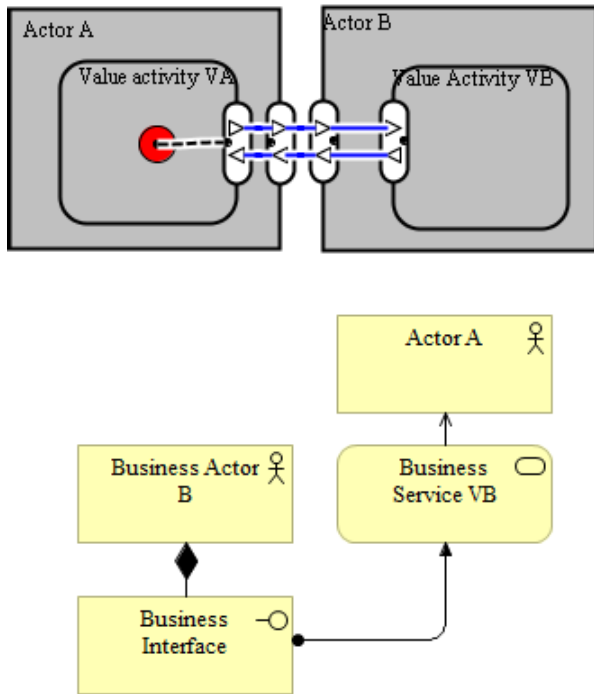 Actor A
Actor B
Value activity VA
Value Activity VB
Actor A
Business Actor
B
Business
Service VB
Business
Interface